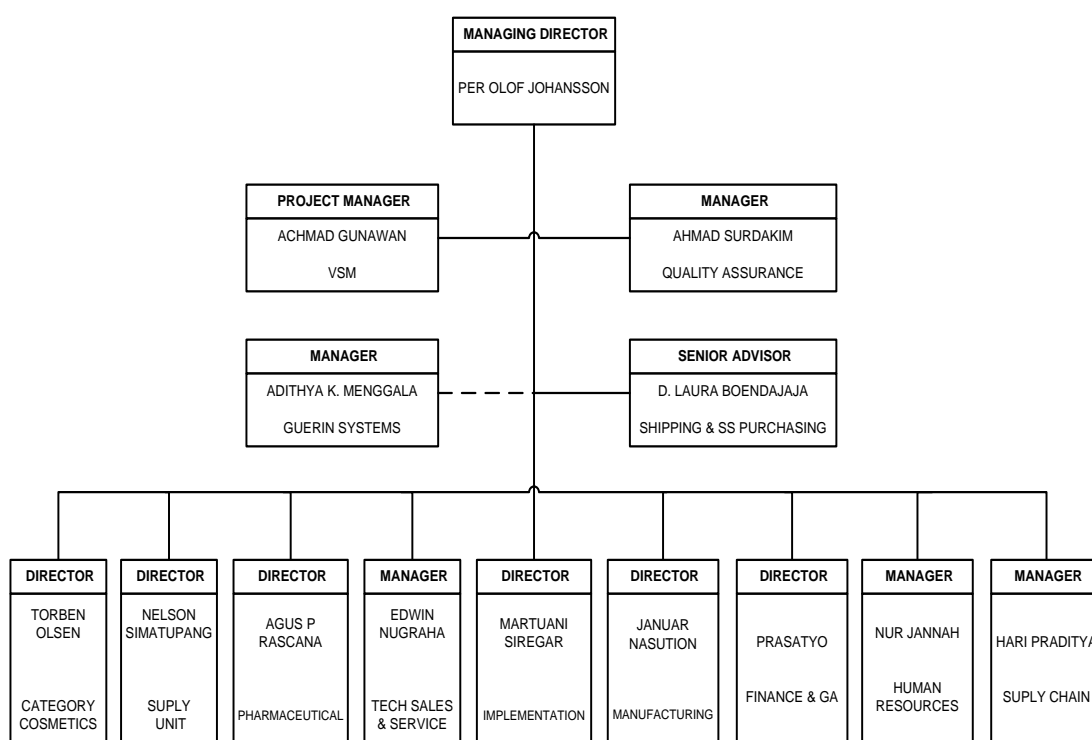 MANAGING DIRECTOR
PER OLOF JOHANSSON
PROJECT MANAGER
ACHMAD GUNAWAN
VSM
MANAGER
AHMAD SURDAKIM
QUALITY ASSURANCE
MANAGER
ADITHYA K. MENGGALA
GUERIN SYSTEMS
SENIOR ADVISOR
D. LAURA BOENDAJAJA
SHIPPING & SS PURCHASING
DIRECTOR
TORBEN
OLSEN
CATEGORY
COSMETICS
DIRECTOR
NELSON
SIMATUPANG
SUPLY
UNIT
DIRECTOR
AGUS P
RASCANA
PHARMACEUTICAL
MANAGER
EDWIN
NUGRAHA
TECH SALES
& SERVICE
DIRECTOR
MARTUANI
SIREGAR
IMPLEMENTATION
DIRECTOR
JANUAR
NASUTION
MANUFACTURING
DIRECTOR
PRASATYO
FINANCE & GA
MANAGER
NUR JANNAH
HUMAN
RESOURCES
MANAGER
HARI PRADITYA
SUPLY CHAIN